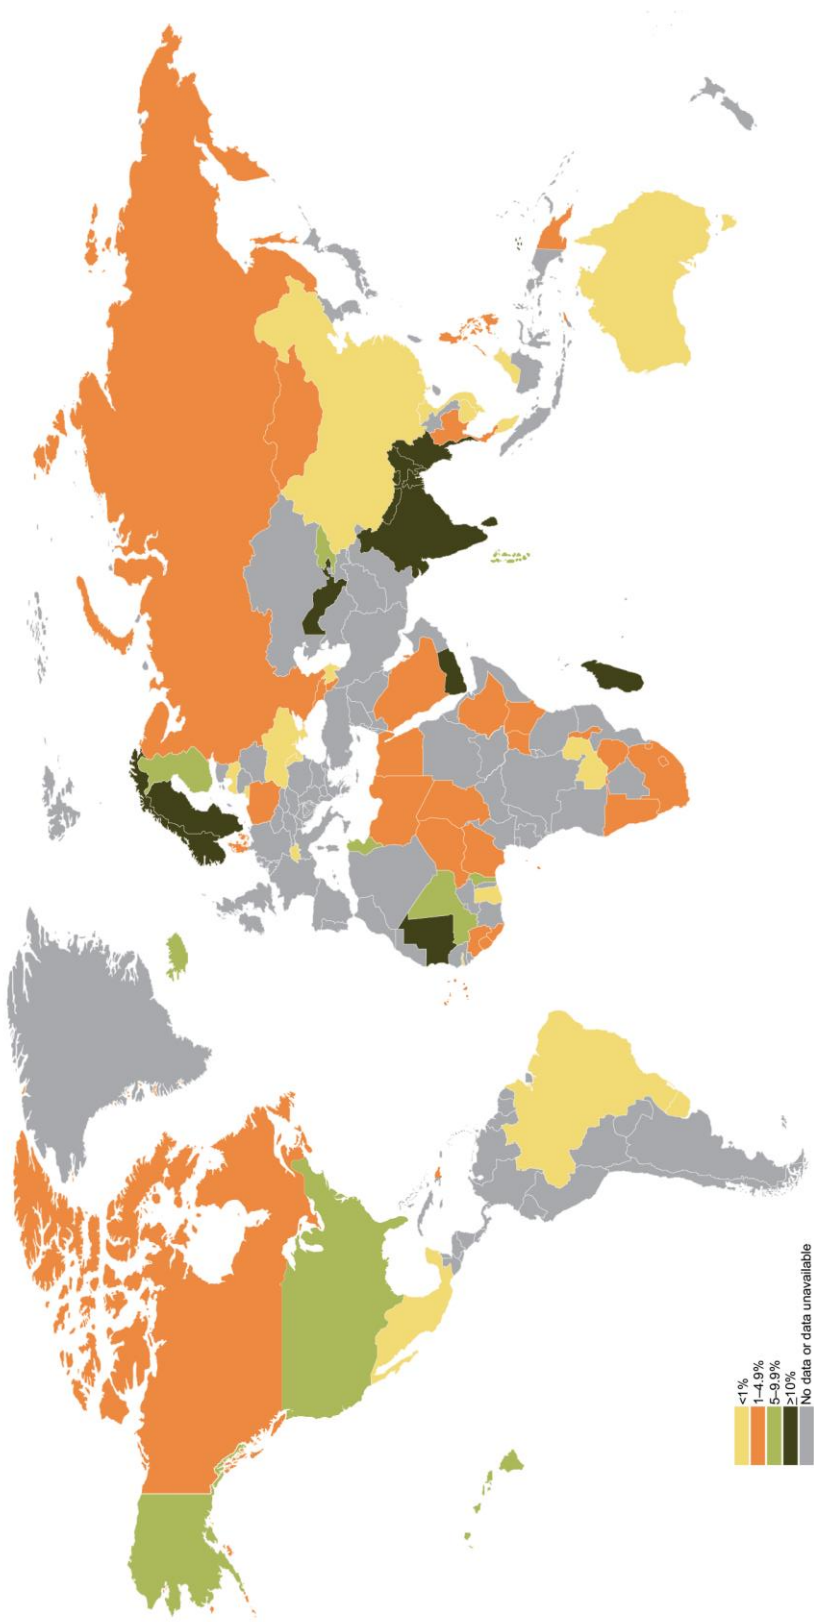 <1%
1–4.9%
5–9.9%
≥10%
No data or data unavailable